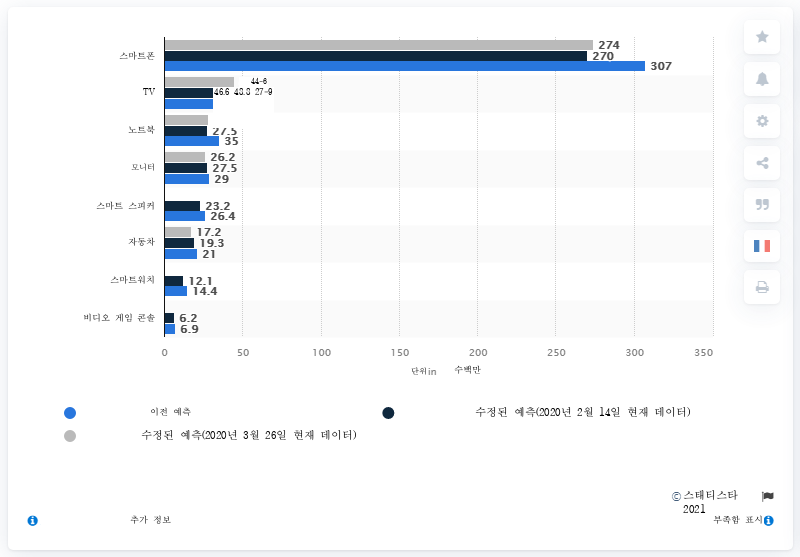 스마트폰
274
270
307
TV
44-6
46.6 43.3 27-9
노트북
27.5
35
모니터
26.2
27.5
29
스마트 스피커
23.2
26.4
자동차
17.2
19.3
21
스마트워치
12.1
14.4
비디오 게임 콘솔
6.2
6.9
0 50 100 150 200 250 300 350
단위in 수백만
이전 예측
수정된 예측(2020년 2월 14일 현재 데이터)
수정된 예측(2020년 3월 26일 현재 데이터)
© 스태티스타
2021
추가 정보
부족함 표시